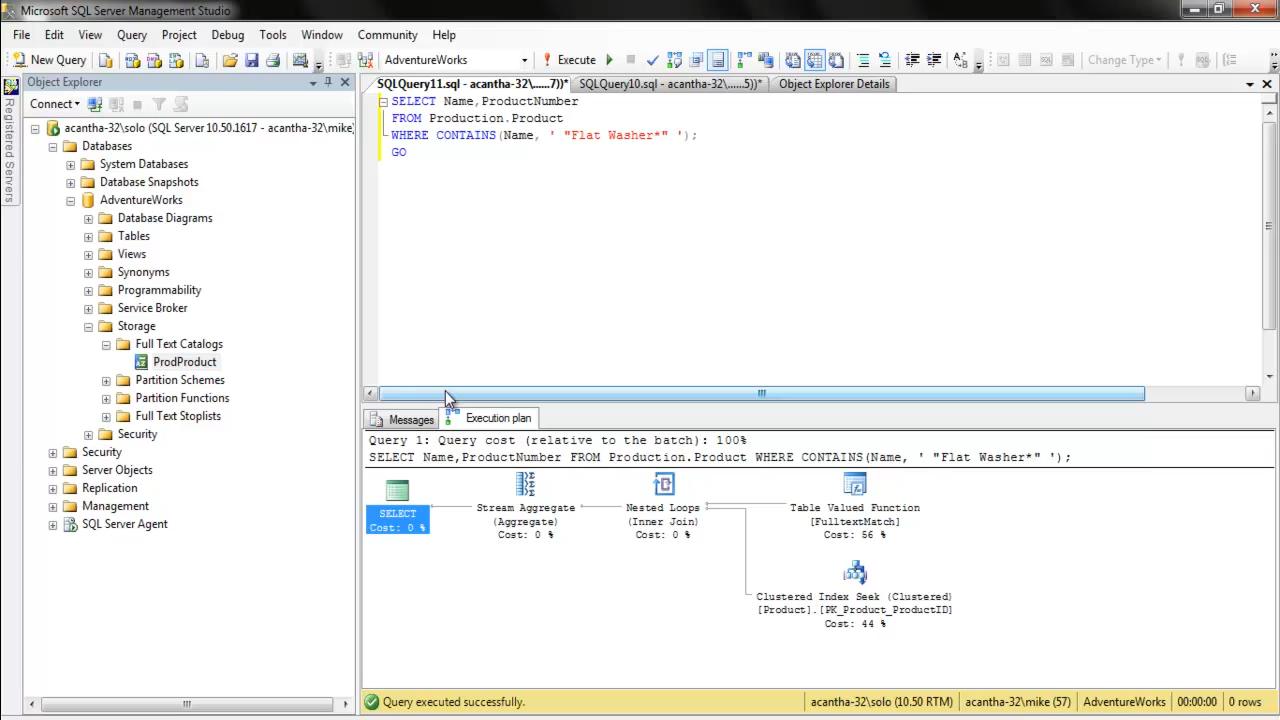 Microsoft SQL Server Management Studio
File Edit View Query Project Debug Tools Window Community Help
New Query AdventureWorks Execute Change Type
Object Explorer
SQLQuery11.sql - acantha-32\......7))* SQLQuery10.sql - acantha-32\......5))* Object Explorer Details
Registered Servers
Connect
acantha-32\solo (SQL Server 10.50.1617 - acantha-32\mike)
Databases
System Databases
Database Snapshots
AdventureWorks
Database Diagrams
Tables
Views
Synonyms
Programmability
Service Broker
Storage
Full Text Catalogs
ProdProduct
Partition Schemes
Partition Functions
Full Text Stoplists
Security
Security
Server Objects
Replication
Management
SQL Server Agent
SELECT Name,ProductNumber
FROM Production.Product
WHERE CONTAINS(Name, ' "Flat Washer*" ');
GO
Messages Execution plan
Query 1: Query cost (relative to the batch): 100%
SELECT Name,ProductNumber FROM Production.Product WHERE CONTAINS(Name, ' "Flat Washer*" ');
SELECT
Cost: 0 %
Stream Aggregate
(Aggregate)
Cost: 0 %
Nested Loops
(Inner Join)
Cost: 0 %
Table Valued Function
[FulltextMatch]
Cost: 56 %
Clustered Index Seek (Clustered)
[Product].[PK_Product_ProductID]
Cost: 44 %
Query executed successfully. acantha-32\solo (10.50 RTM) acantha-32\mike (57) AdventureWorks 00:00:00 0 rows